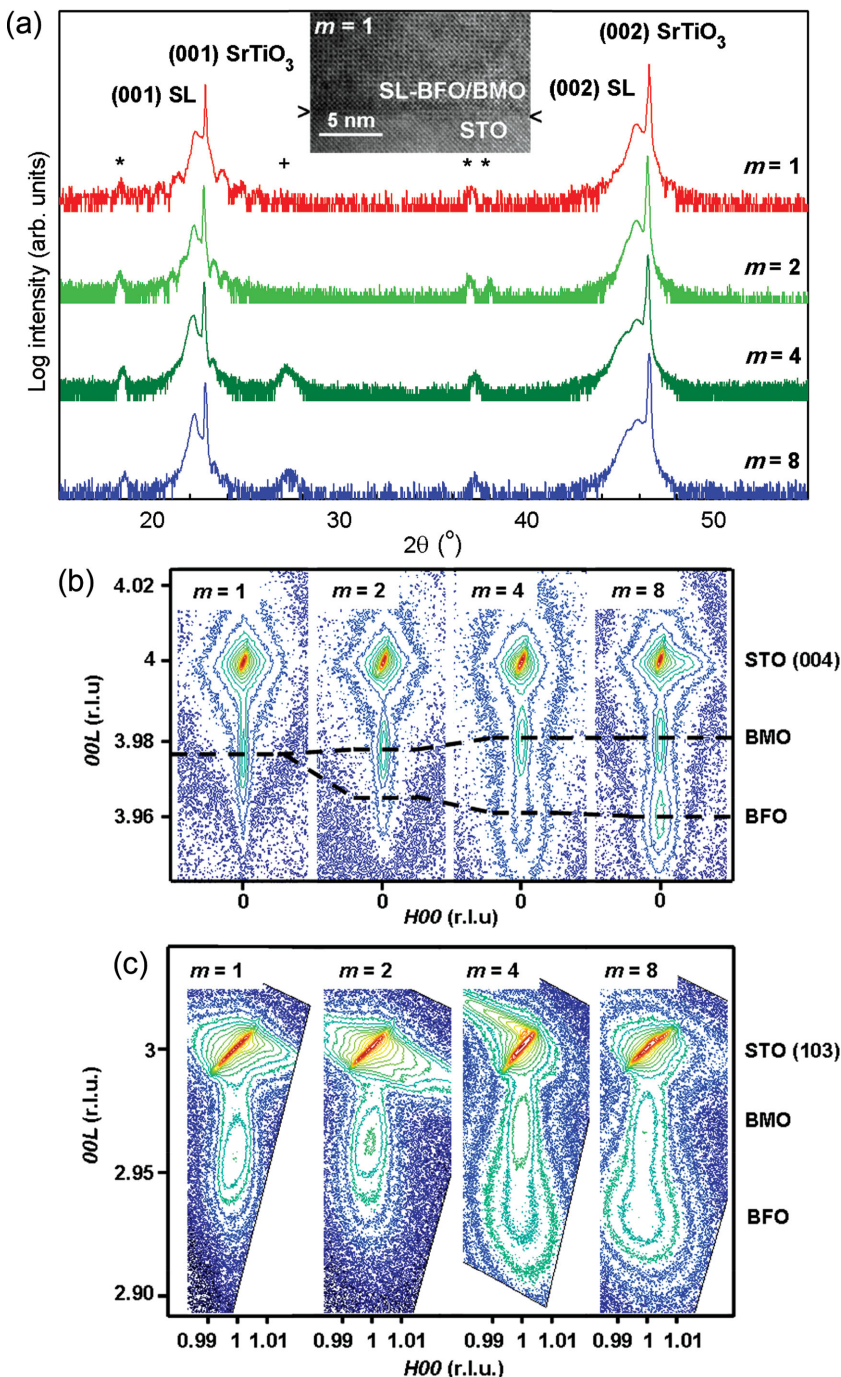 (a)
m = 1
(001) SrTiO3
(002) SrTiO3
(001) SL
(002) SL
SL-BFO/BMO
> <
5 nm
STO
* + * *
m = 1
m = 2
m = 4
m = 8
Log intensity (arb. units)
20 30 40 50
2θ (°)
(b)
m = 1 m = 2 m = 4 m = 8
4.02
4
3.98
3.96
00L (r.l.u)
STO (004)
BMO
BFO
0 0 0 0
H00 (r.l.u)
(c)
m = 1 m = 2 m = 4 m = 8
3
2.95
2.90
00L (r.l.u.)
STO (103)
BMO
BFO
0.99 1 1.01 0.99 1 1.01 0.99 1 1.01 0.99 1 1.01
H00 (r.l.u.)